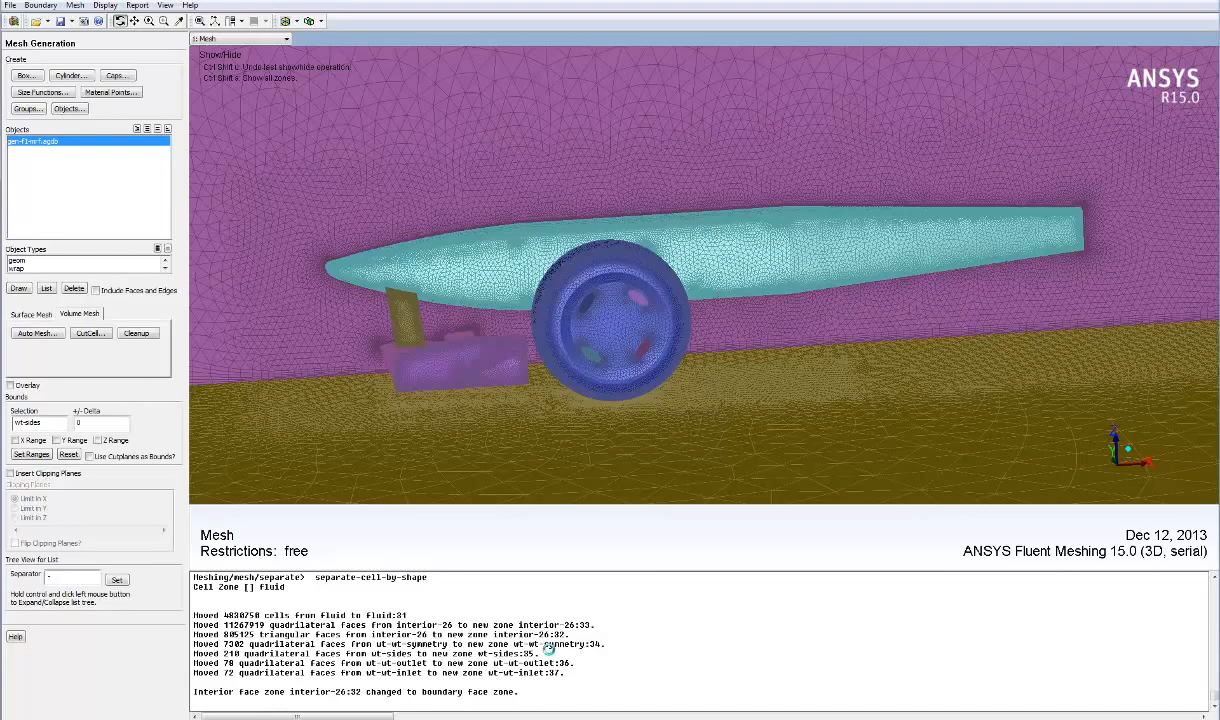 File Boundary Mesh Display Report View Help
Mesh Generation
1: Mesh
Create
Box... Cylinder... Caps...
Size Functions... Material Points...
Groups... Objects...
Objects
gen-f1-mrf.agdb
Object Types
geom
wrap
Draw List Delete Include Faces and Edges
Surface Mesh Volume Mesh
Auto Mesh... CutCell... Cleanup
Overlay
Bounds
Selection +/- Delta
wt-sides 0
X Range Y Range Z Range
Set Ranges Reset Use Cutplanes as Bounds?
Insert Clipping Planes
Clipping Planes
Limit in X
Limit in Y
Limit in Z
Flip Clipping Planes?
Tree View for List
Separator - Set
Hold control and click left mouse button
to Expand/Collapse list tree.
Help
Show/Hide
Ctrl Shift c: Undo last show/hide operation.
Ctrl Shift a: Show all zones.
ANSYS
R15.0
Z
Y
X
Mesh
Restrictions: free
Dec 12, 2013
ANSYS Fluent Meshing 15.0 (3D, serial)
Meshing/mesh/separate> separate-cell-by-shape
Cell Zone [] fluid
Moved 4830750 cells from fluid to fluid:31
Moved 11267919 quadrilateral faces from interior-26 to new zone interior-26:33.
Moved 805125 triangular faces from interior-26 to new zone interior-26:32.
Moved 7302 quadrilateral faces from wt-wt-symmetry to new zone wt-wt-symmetry:34.
Moved 210 quadrilateral faces from wt-sides to new zone wt-sides:35.
Moved 78 quadrilateral faces from wt-wt-outlet to new zone wt-wt-outlet:36.
Moved 72 quadrilateral faces from wt-wt-inlet to new zone wt-wt-inlet:37.
Interior face zone interior-26:32 changed to boundary face zone.